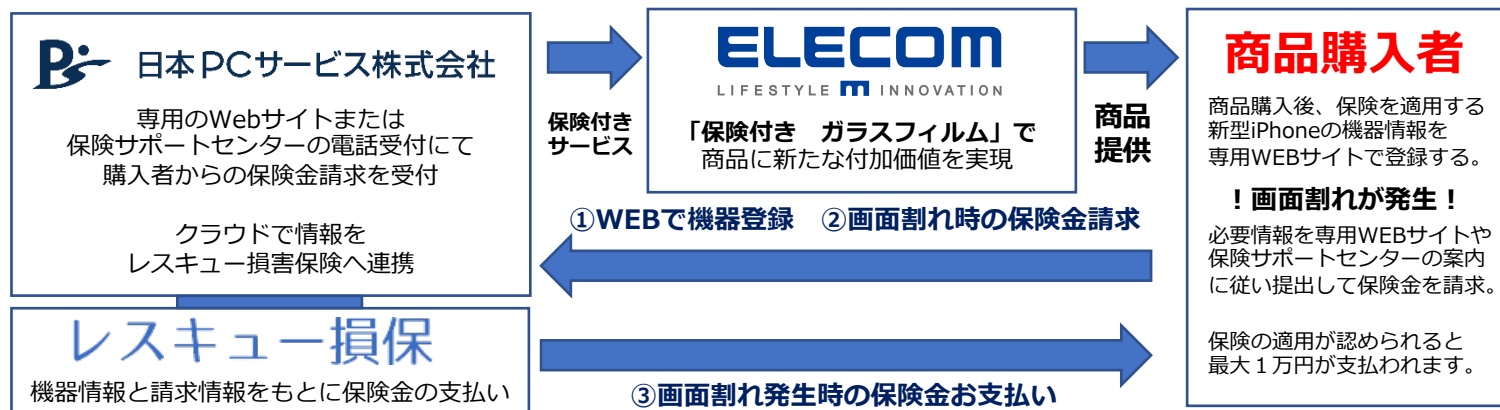 日本PCサービス株式会社
専用のWebサイトまたは
保険サポートセンターの電話受付にて
購入者からの保険金請求を受付
クラウドで情報を
レスキュー損害保険へ連携
保険付き
サービス
ELECOM
LIFESTYLE INNOVATION
「保険付き　ガラスフィルム」で
商品に新たな付加価値を実現
商品
提供
商品購入者
商品購入後、保険を適用する
新型iPhoneの機器情報を
専用WEBサイトで登録する。
！画面割れが発生！
必要情報を専用WEBサイトや
保険サポートセンターの案内
に従い提出して保険金を請求。
保険の適用が認められると
最大１万円が支払われます。
①WEBで機器登録　②画面割れ時の保険金請求
レスキュー損保
機器情報と請求情報をもとに保険金の支払い
③画面割れ発生時の保険金お支払い